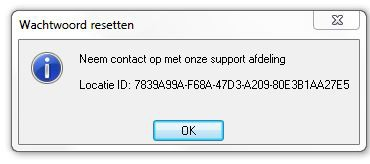 Wachtwoord resetten
Neem contact op met onze support afdeling
Locatie ID: 7839A99A-F68A-47D3-A209-80E3B1AA27E5
OK